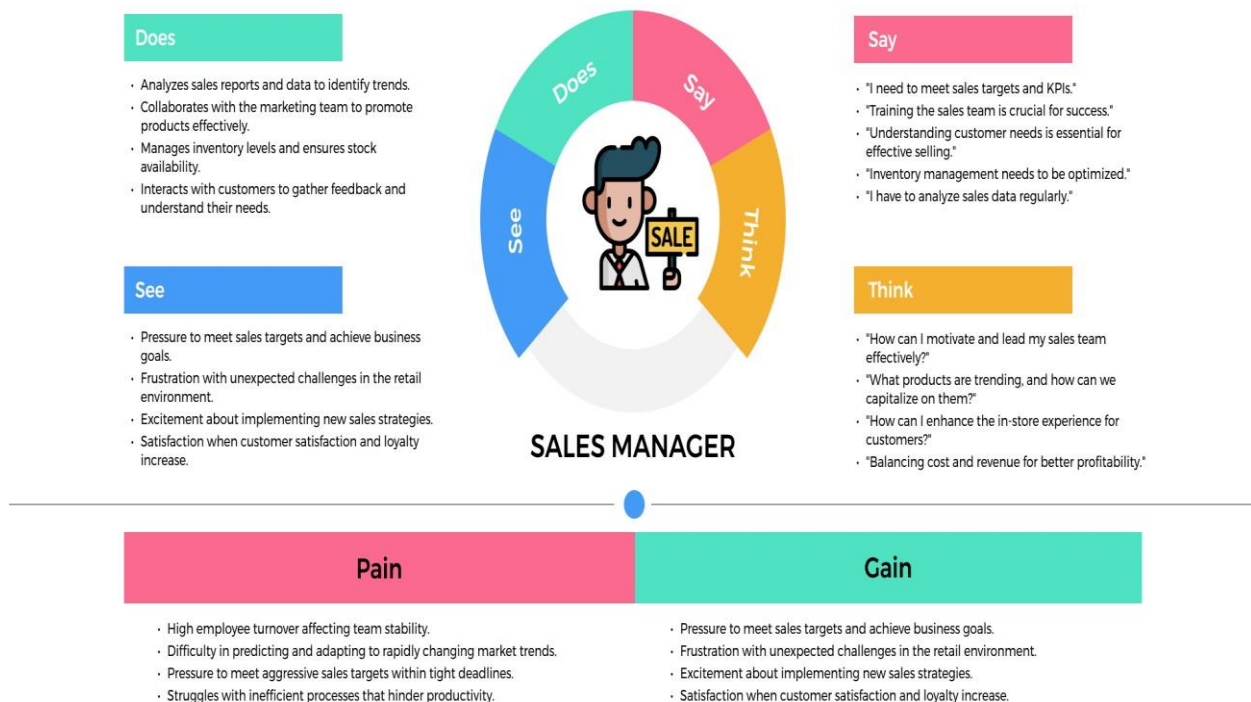 Does
· Analyzes sales reports and data to identify trends.
· Collaborates with the marketing team to promote
products effectively.
· Manages inventory levels and ensures stock
availability.
· Interacts with customers to gather feedback and
understand their needs.
See
· Pressure to meet sales targets and achieve business
goals.
· Frustration with unexpected challenges in the retail
environment.
· Excitement about implementing new sales strategies.
· Satisfaction when customer satisfaction and loyalty
increase.
Does
Say
See
Think
SALE
SALES MANAGER
Say
· "I need to meet sales targets and KPIs."
· "Training the sales team is crucial for success."
· "Understanding customer needs is essential for
effective selling."
· "Inventory management needs to be optimized."
· "I have to analyze sales data regularly."
Think
· "How can I motivate and lead my sales team
effectively?"
· "What products are trending, and how can we
capitalize on them?"
· "How can I enhance the in-store experience for
customers?"
· "Balancing cost and revenue for better profitability."
Pain
· High employee turnover affecting team stability.
· Difficulty in predicting and adapting to rapidly changing market trends.
· Pressure to meet aggressive sales targets within tight deadlines.
· Struggles with inefficient processes that hinder productivity.
Gain
· Pressure to meet sales targets and achieve business goals.
· Frustration with unexpected challenges in the retail environment.
· Excitement about implementing new sales strategies.
· Satisfaction when customer satisfaction and loyalty increase.